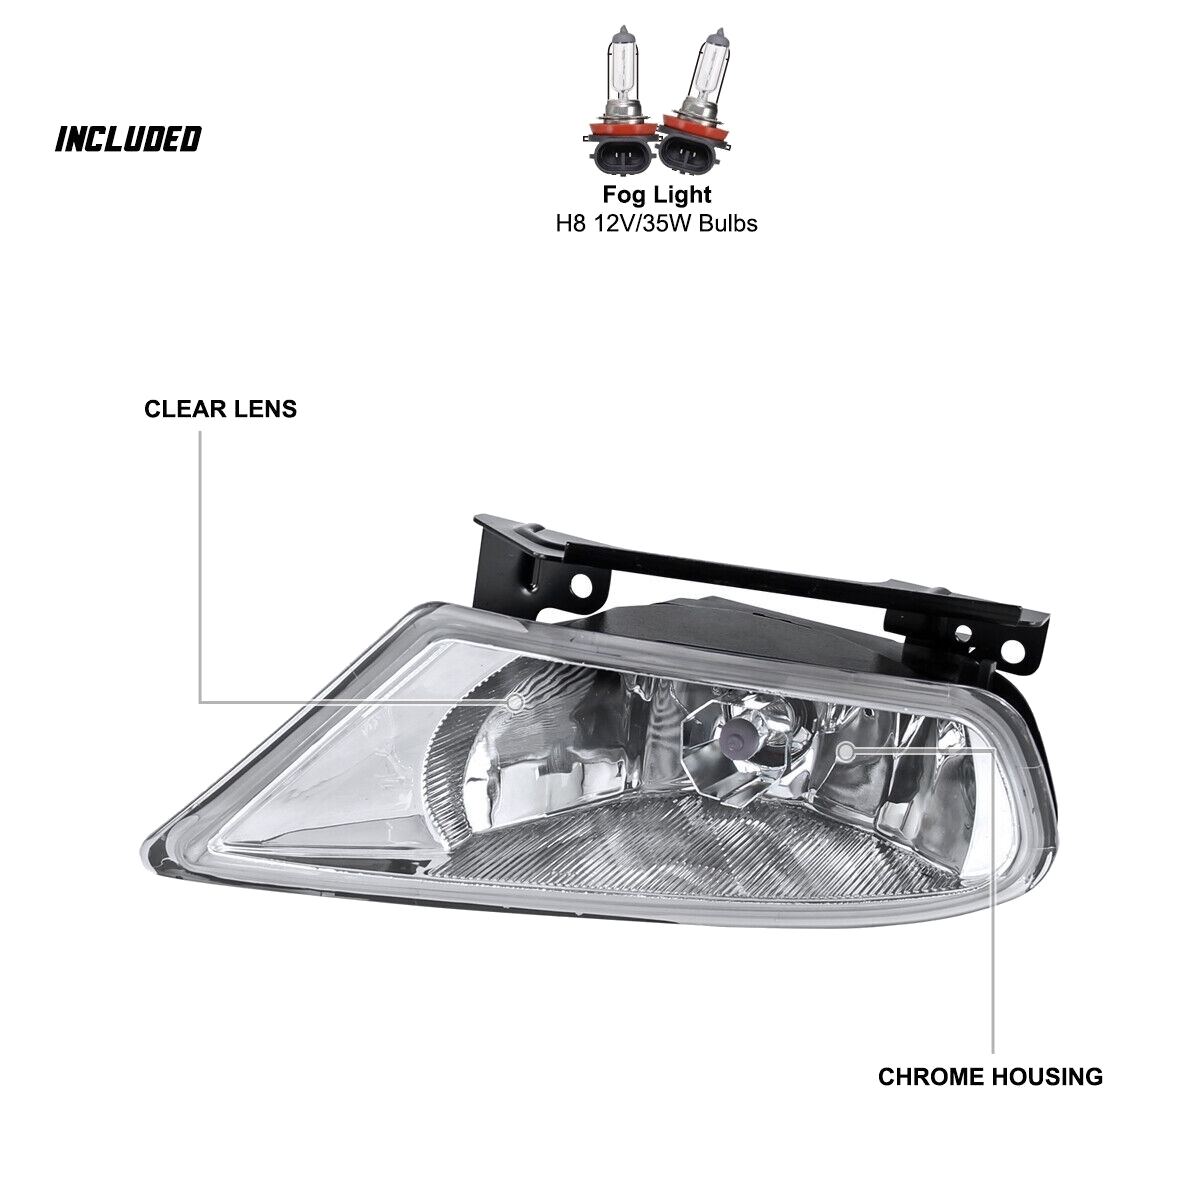 INCLUDED
Fog Light
H8 12V/35W Bulbs
CLEAR LENS
CHROME HOUSING